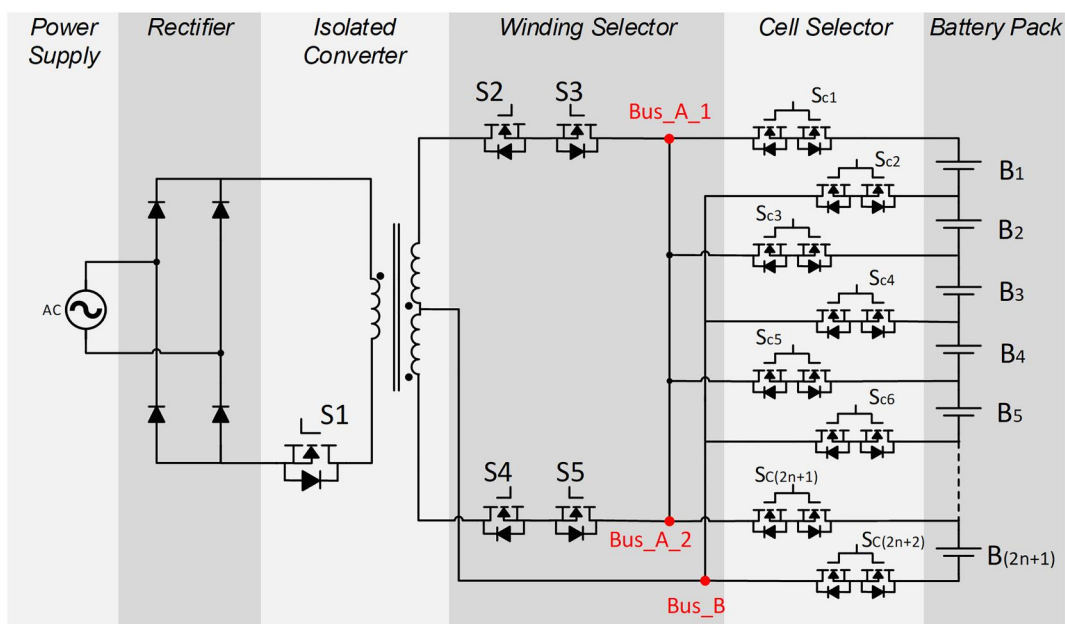 Power Supply
Rectifier
Isolated Converter
Winding Selector
Cell Selector
Battery Pack
S2
S3
Bus_A_1
Sc1
B1
Sc2
B2
Sc3
B3
Sc4
AC
B4
Sc5
B5
Sc6
S1
S4
S5
SC(2n+1)
Bus_A_2
SC(2n+2)
B(2n+1)
Bus_B